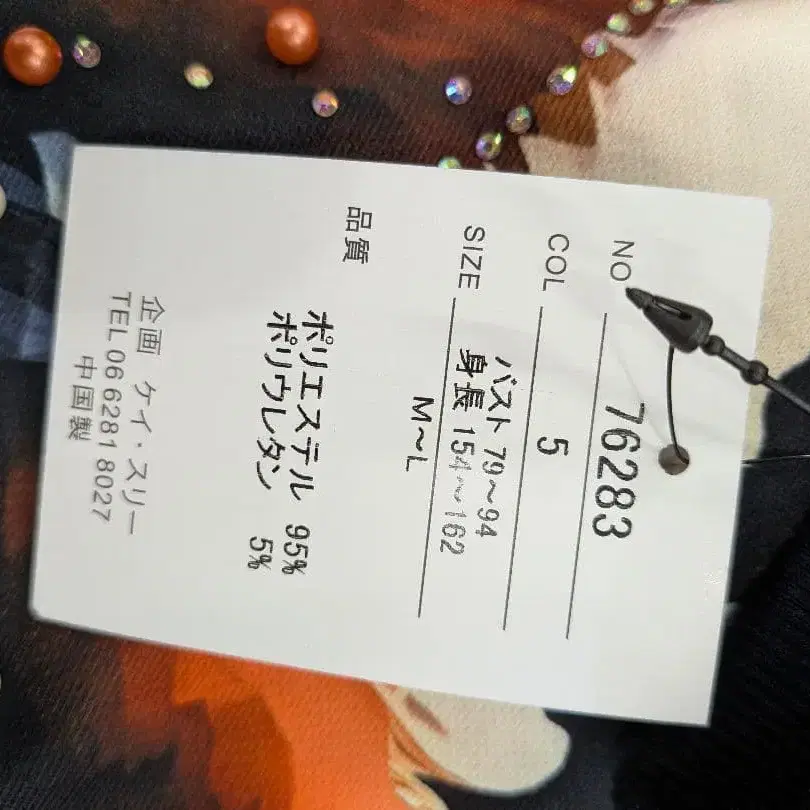 NO 76283
COL 5
SIZE バスト 79~94
身長 154~162
M~L
品質
ポリエステル 95%
ポリウレタン 5%
企画 ケイ・スリー
TEL 06 6281 8027
中国製